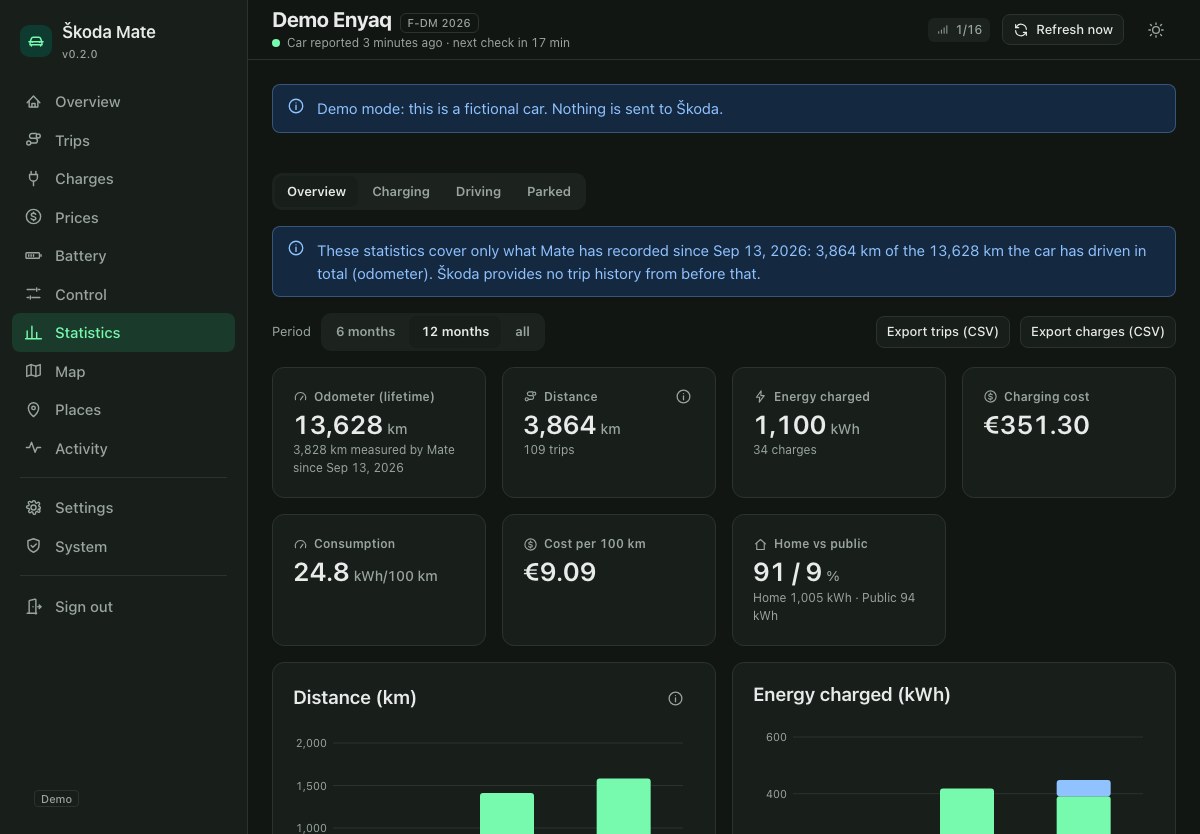 Škoda Mate
v0.2.0
Overview
Trips
Charges
Prices
Battery
Control
Statistics
Map
Places
Activity
Settings
System
Sign out
Demo
Demo Enyaq F-DM 2026
Car reported 3 minutes ago · next check in 17 min
1/16
Refresh now
Demo mode: this is a fictional car. Nothing is sent to Škoda.
Overview Charging Driving Parked
These statistics cover only what Mate has recorded since Sep 13, 2026: 3,864 km of the 13,628 km the car has driven in
total (odometer). Škoda provides no trip history from before that.
Period 6 months 12 months all
Export trips (CSV) Export charges (CSV)
Odometer (lifetime)
13,628 km
3,828 km measured by Mate
since Sep 13, 2026
Distance
3,864 km
109 trips
Energy charged
1,100 kWh
34 charges
Charging cost
€351.30
Consumption
24.8 kWh/100 km
Cost per 100 km
€9.09
Home vs public
91 / 9 %
Home 1,005 kWh · Public 94
kWh
Distance (km)
2,000
1,500
1,000
Energy charged (kWh)
600
400